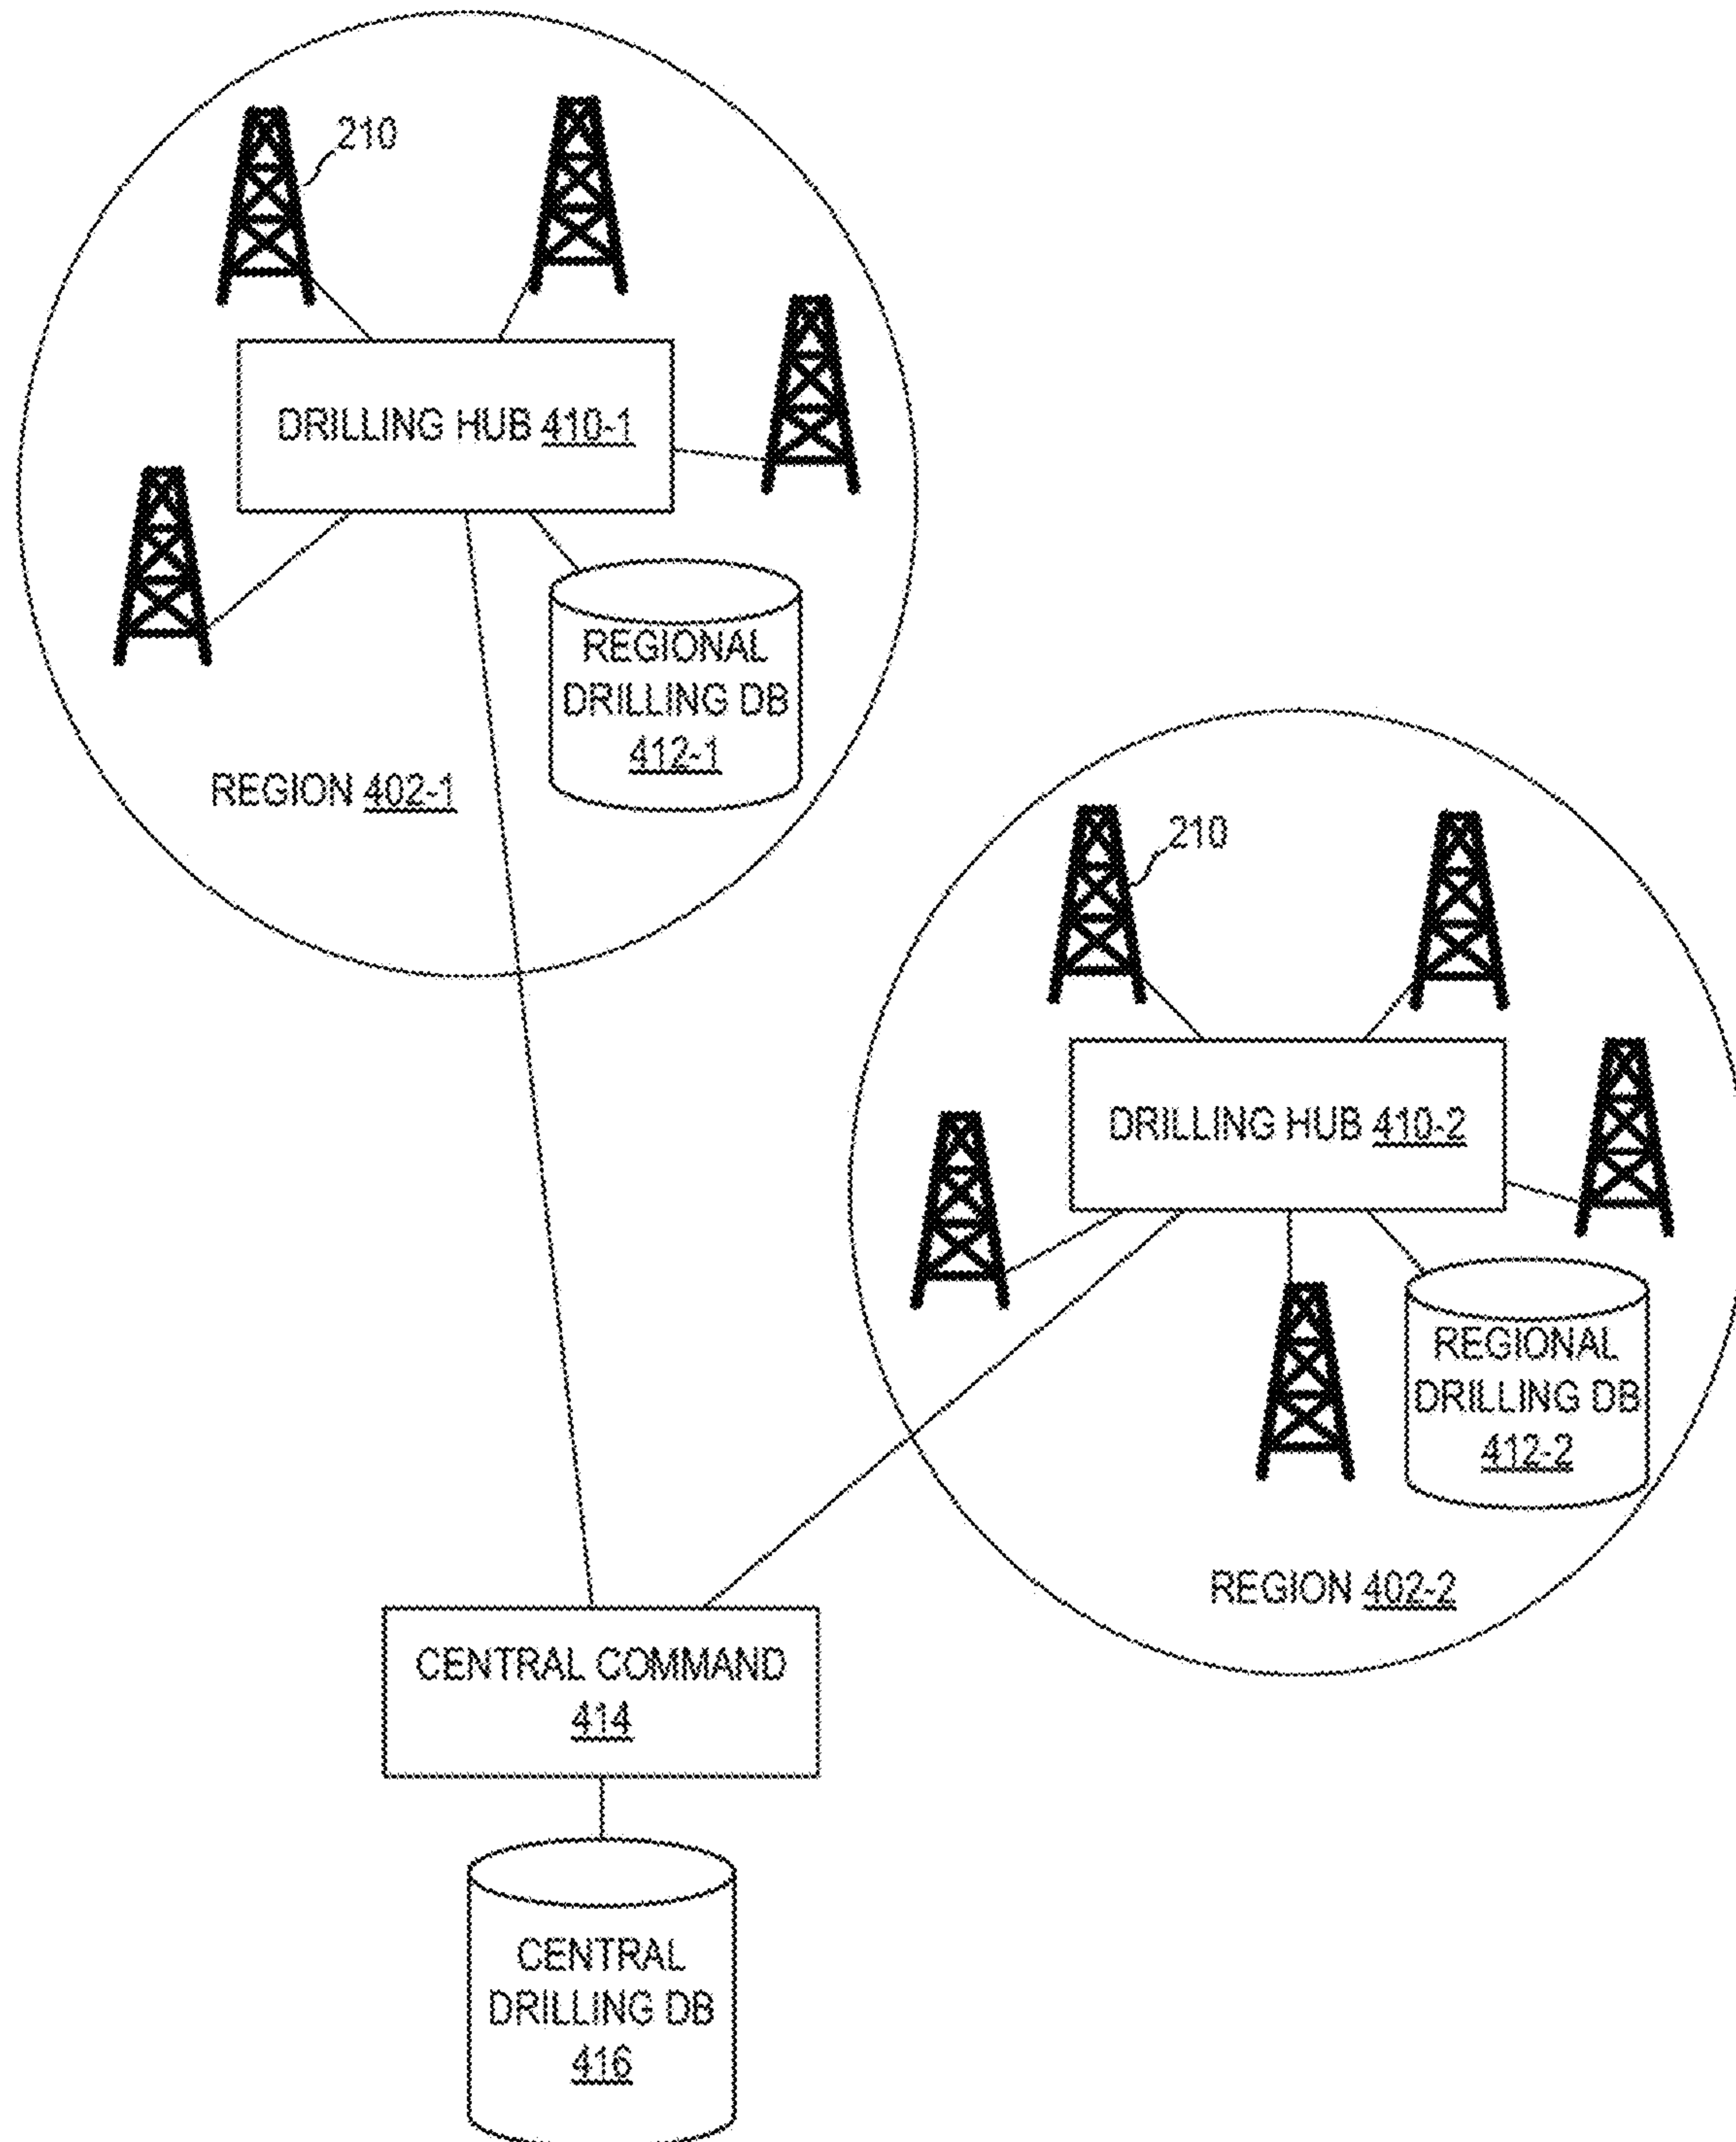 210
DRILLING HUB 410-1
REGIONAL
DRILLING DB
412-1
REGION 402-1
210
DRILLING HUB 410-2
REGIONAL
DRILLING DB
412-2
REGION 402-2
CENTRAL COMMAND
414
CENTRAL
DRILLING DB
416